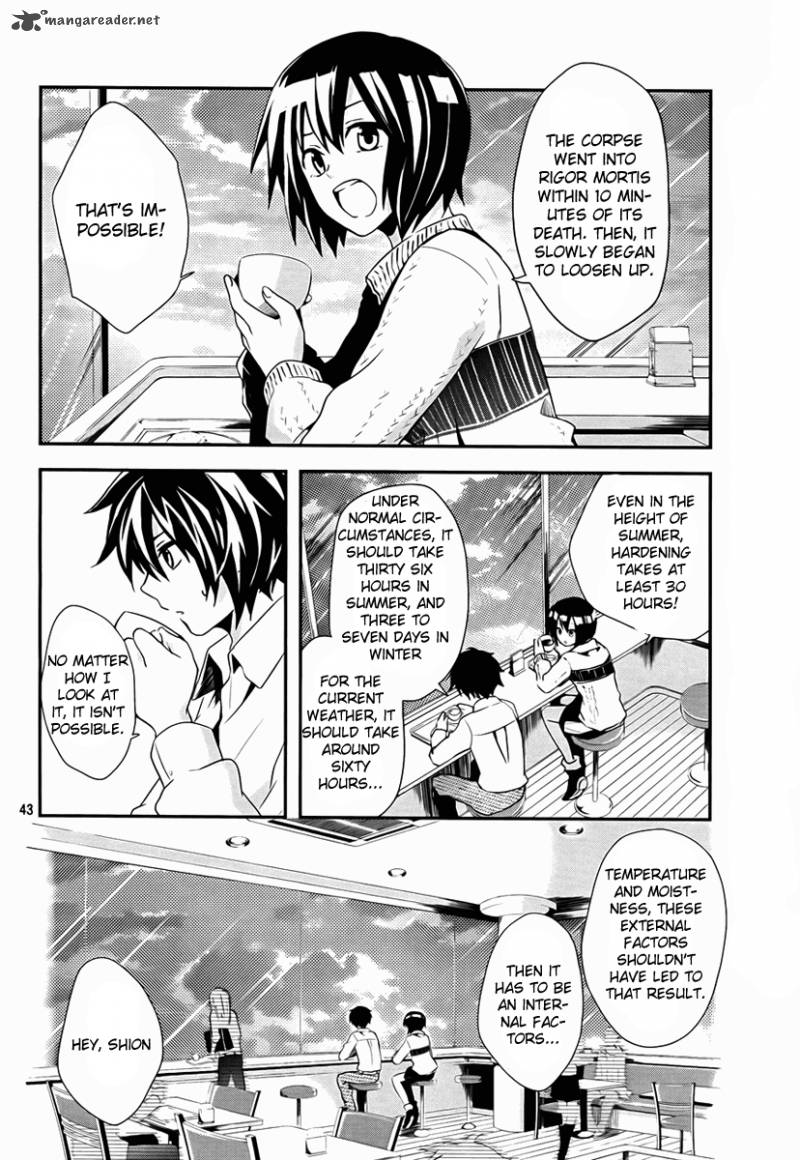 mangareader.net
THE CORPSE
WENT INTO
RIGOR MORTIS
WITHIN 10 MIN-
UTES OF ITS
DEATH. THEN, IT
SLOWLY BEGAN
TO LOOSEN UP.
THAT'S IM-
POSSIBLE!
EVEN IN THE
HEIGHT OF
SUMMER,
HARDENING
TAKES AT
LEAST 30
HOURS!
UNDER
NORMAL CIR-
CUMSTANCES, IT
SHOULD TAKE
THIRTY SIX
HOURS IN
SUMMER, AND
THREE TO
SEVEN DAYS IN
WINTER
FOR THE
CURRENT
WEATHER, IT
SHOULD TAKE
AROUND
SIXTY
HOURS...
NO MATTER
HOW I
LOOK AT
IT, IT ISN'T
POSSIBLE.
43
TEMPERATURE
AND MOIST-
NESS, THESE
EXTERNAL
FACTORS
SHOULDN'T
HAVE LED TO
THAT RESULT.
THEN IT
HAS TO BE
AN INTER-
NAL FAC-
TORS...
HEY, SHION